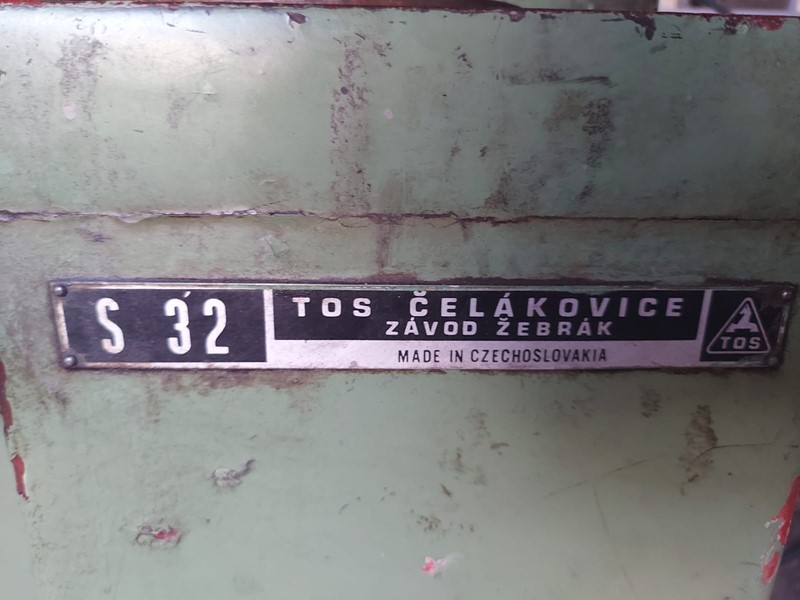 S 32
TOS ČELÁKOVICE
ZÁVOD ŽEBRÁK
MADE IN CZECHOSLOVAKIA
TOS